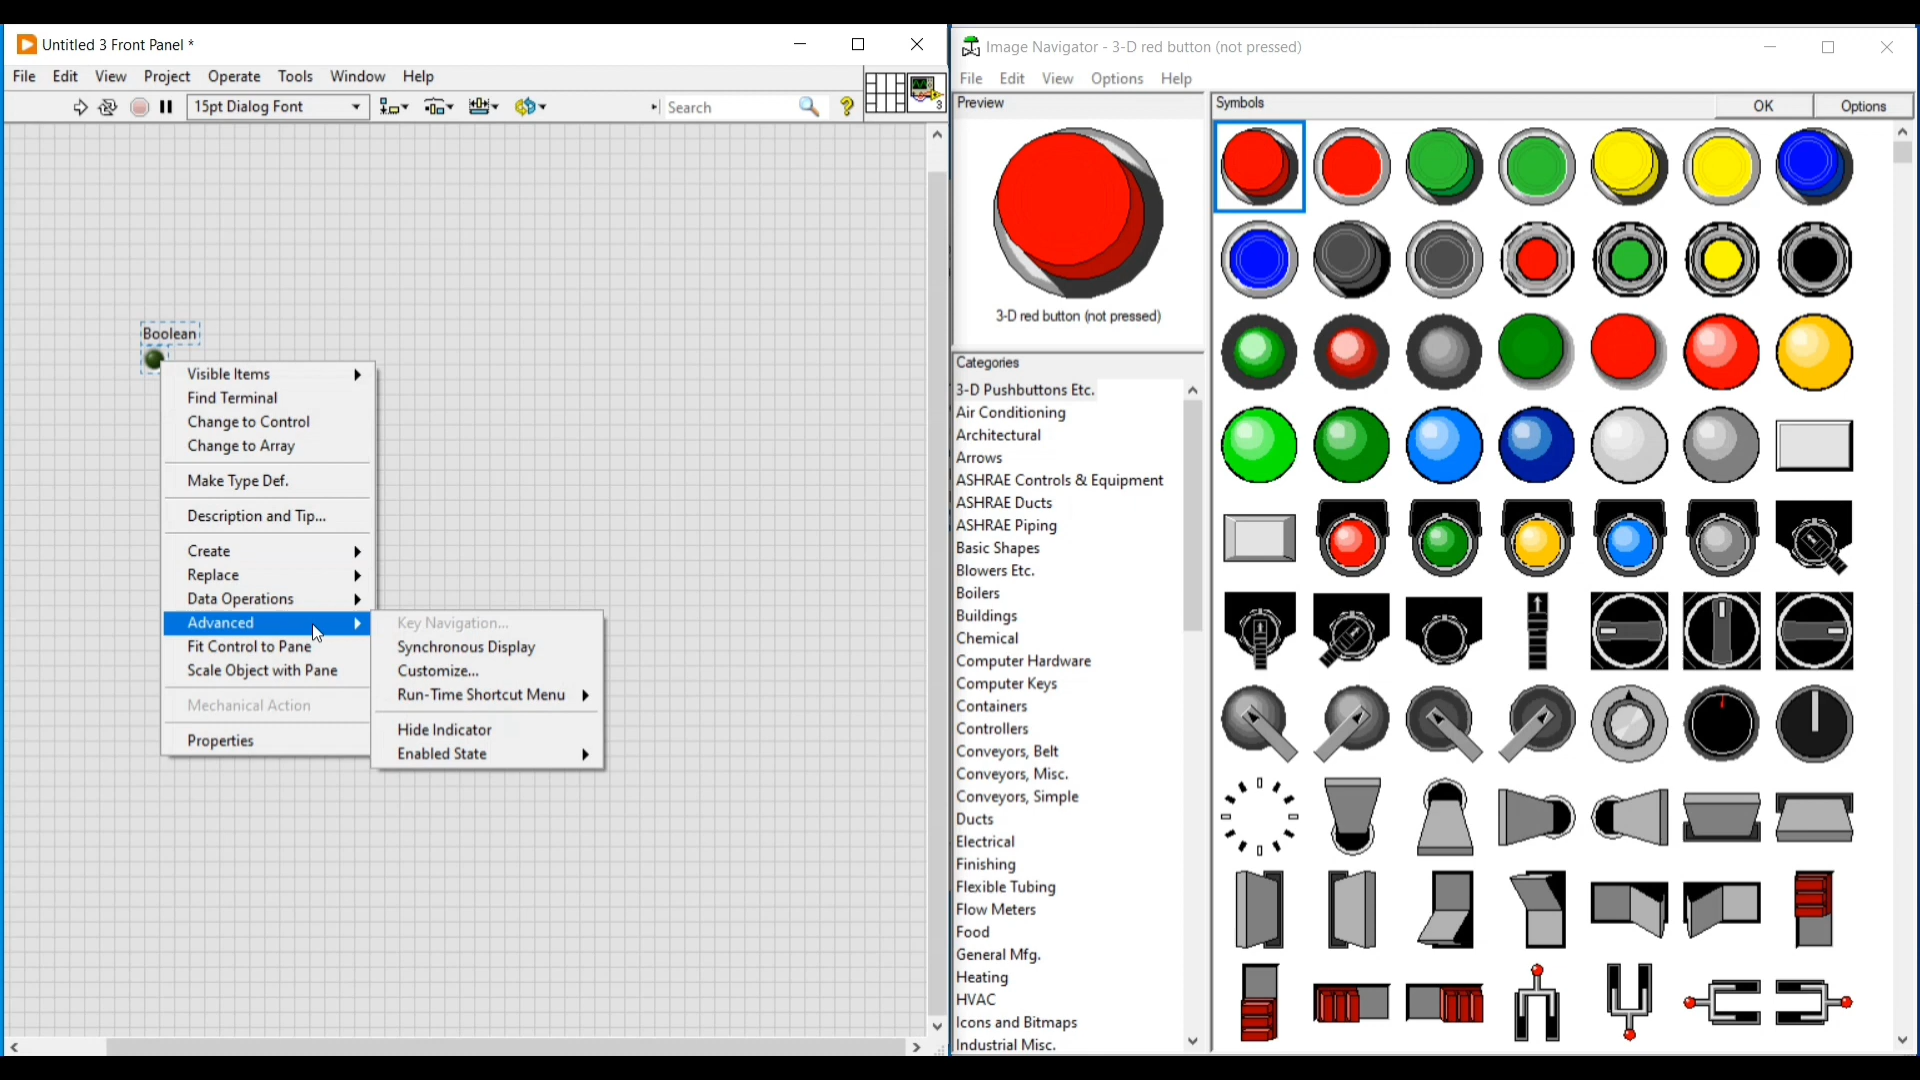 Untitled 3 Front Panel *
File Edit View Project Operate Tools Window Help
15pt Dialog Font
Search
?
3
Boolean
Visible Items
Find Terminal
Change to Control
Change to Array
Make Type Def.
Description and Tip...
Create
Replace
Data Operations
Advanced
Fit Control to Pane
Scale Object with Pane
Mechanical Action
Properties
Key Navigation...
Synchronous Display
Customize...
Run-Time Shortcut Menu
Hide Indicator
Enabled State
Image Navigator - 3-D red button (not pressed)
File Edit View Options Help
Preview
3-D red button (not pressed)
Categories
3-D Pushbuttons Etc.
Air Conditioning
Architectural
Arrows
ASHRAE Controls & Equipment
ASHRAE Ducts
ASHRAE Piping
Basic Shapes
Blowers Etc.
Boilers
Buildings
Chemical
Computer Hardware
Computer Keys
Containers
Controllers
Conveyors, Belt
Conveyors, Misc.
Conveyors, Simple
Ducts
Electrical
Finishing
Flexible Tubing
Flow Meters
Food
General Mfg.
Heating
HVAC
Icons and Bitmaps
Industrial Misc.
Symbols
OK
Options